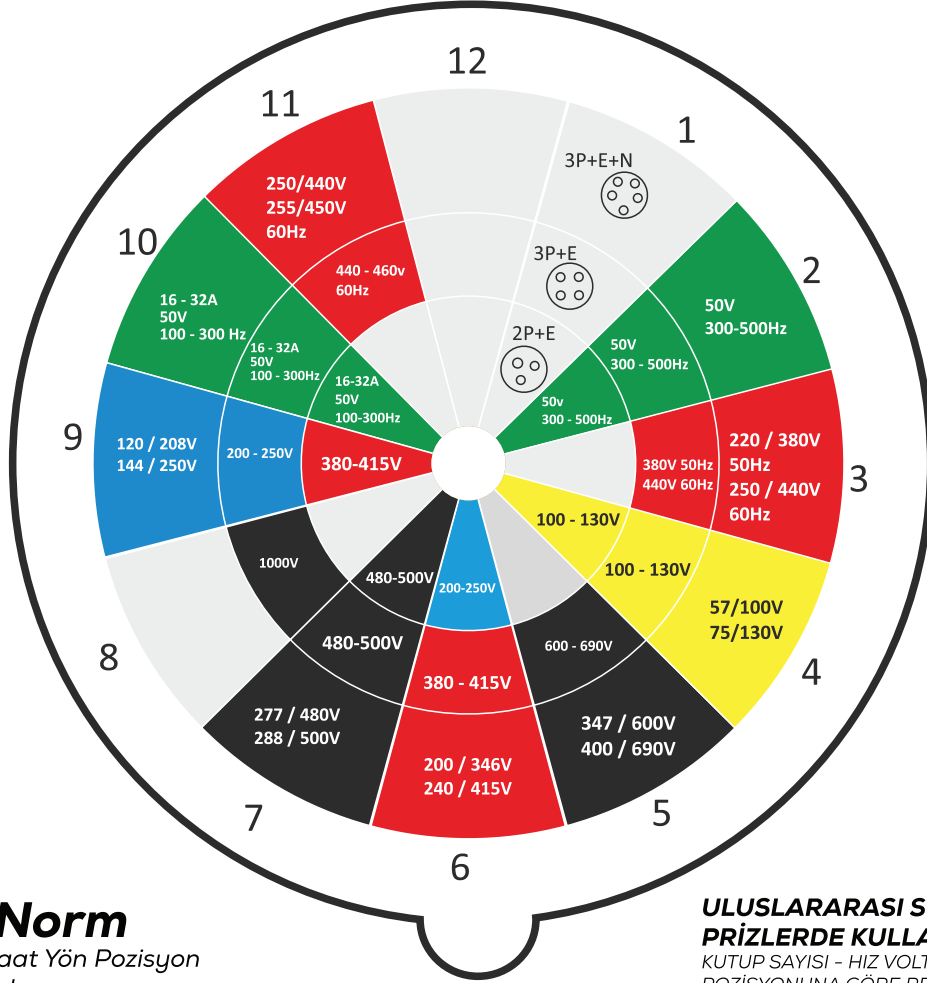 12
1
3P+E+N
3P+E
2P+E
2
50V
300-500Hz
50V
300 - 500Hz
50v
300 - 500Hz
3
220 / 380V
50Hz
250 / 440V
60Hz
380V 50Hz
440V 60Hz
4
57/100V
75/130V
100 - 130V
100 - 130V
5
347 / 600V
400 / 690V
600 - 690V
6
200 / 346V
240 / 415V
380 - 415V
200-250V
7
277 / 480V
288 / 500V
480-500V
480-500V
8
1000V
9
120 / 208V
144 / 250V
200 - 250V
380-415V
10
16 - 32A
50V
100 - 300 Hz
16 - 32A
50V
100 - 300Hz
16-32A
50V
100-300Hz
11
250/440V
255/450V
60Hz
440 - 460v
60Hz
Norm
aat Yön Pozisyon
ULUSLARARASI S
PRİZLERDE KULLA
KUTUP SAYISI - HIZ VOLT